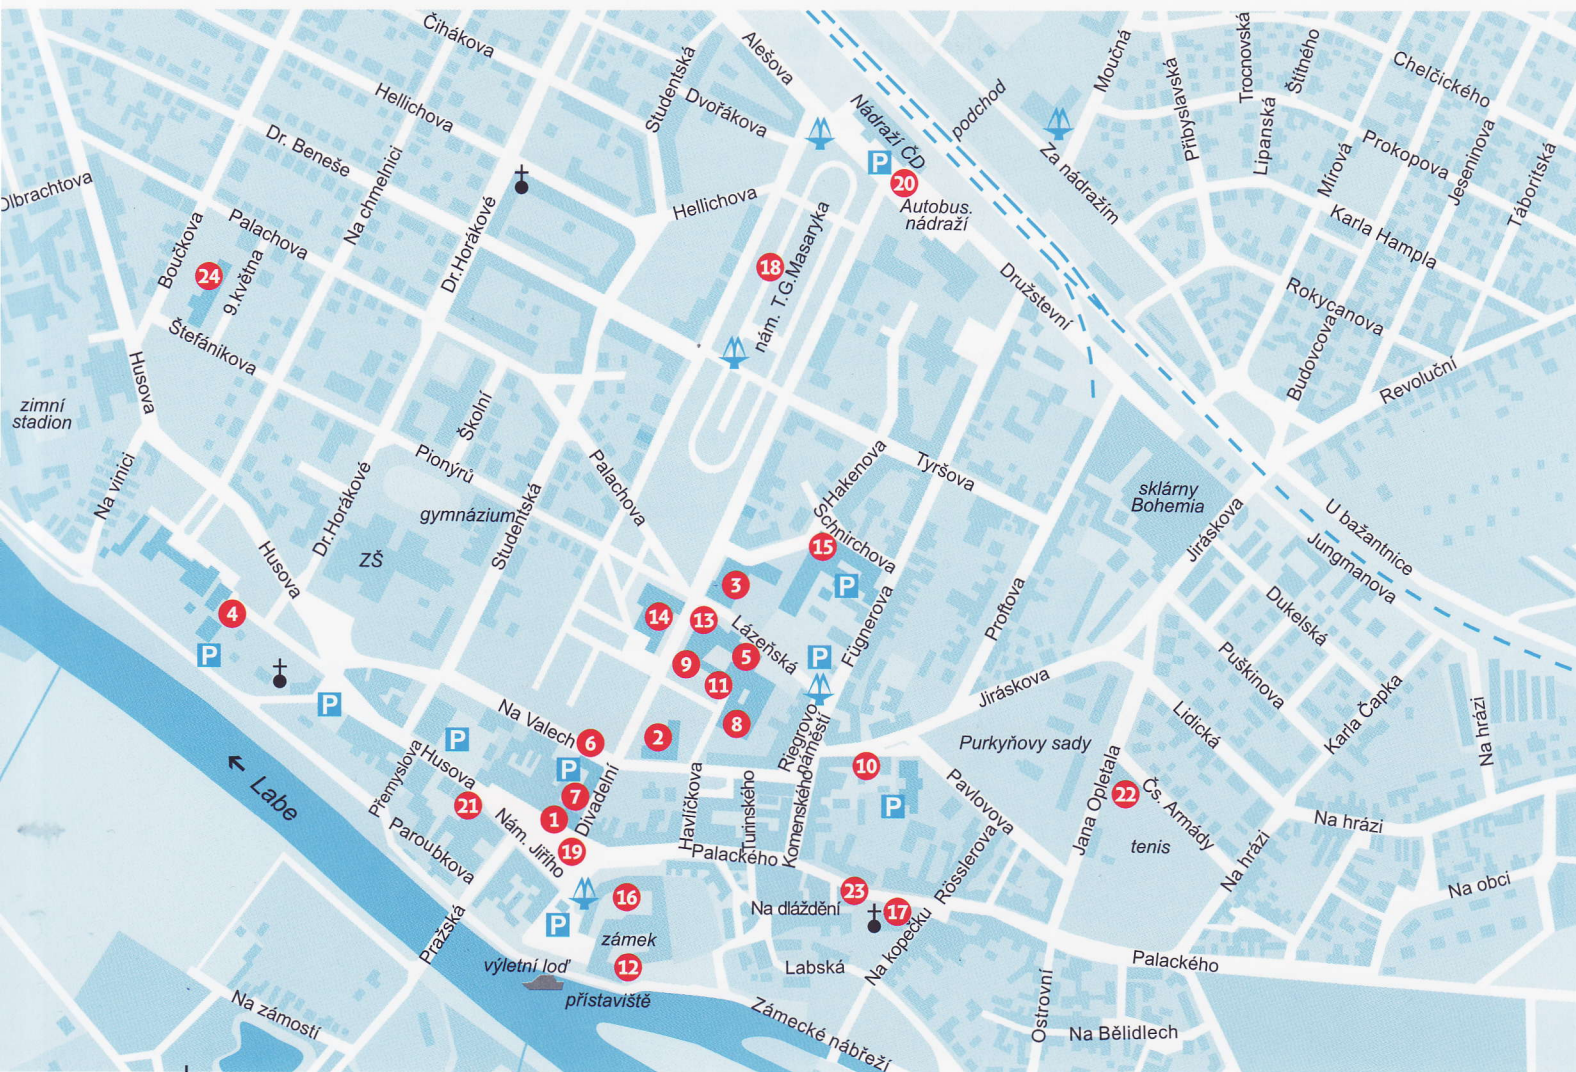 Čihákova
Alešova
Studentská
Dvořákova
Hellichova
Dr. Beneše
Na chmelnici
Olbrachtova
Palachova
Boučkova
24
9.května
Štefánikova
Dr.Horákové
Hellichova
Nádraží ČD
P
20
Autobus.
nádraží
podchod
Za nádražím
Moučná
Přibyslavská
Trocnovská
Štítného
Lipanská
Chelčického
Prokopova
Mírová
Jeseninova
Táboritská
Karla Hampla
Rokycanova
Budovcova
Revoluční
18
nám. T.G.Masaryka
Družstevní
Husova
zimní
stadion
Na vinici
Školní
Pionýrů
gymnázium
Dr.Horákové
ZŠ
Studentská
Palachova
Husova
Hakenova
Tyršova
Schnirchova
15
P
sklárny
Bohemia
Jiráskova
U bažantnice
Jungmanova
Dukelská
Puškinova
Karla Čapka
Na hrázi
Lidická
4
P
P
3
14
13
Lázeňská
5
9
11
8
2
P
Fügnerova
Proftova
Jiráskova
Purkyňovy sady
Riegrovo
náměstí
10
P
Pavlovova
Jana Opletala
22
Čs. Armády
tenis
Na hrázi
Na hrázi
Na obci
Na Valech
6
P
P
7
1
Divadelní
19
Přemyslova
Husova
21
Nám. Jiřího
Paroubkova
Labe
Havlíčkova
Turinského
Komenského
Palackého
Rösslerova
23
17
Na dláždění
Na kopečku
Labská
Palackého
Ostrovní
Na Bělidlech
16
P
zámek
12
výletní loď
přístaviště
Pražská
Na zámostí
Zámecké nábřeží